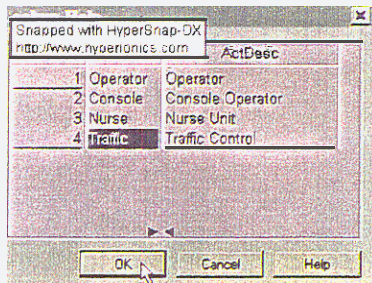 Snapped with HyperSnap-DX
http://www.hyperionics.com
ActDesc
1 Operator Operator
2 Console Console Operator
3 Nurse Nurse Unit
4 Traffic Traffic Control
OK Cancel Help